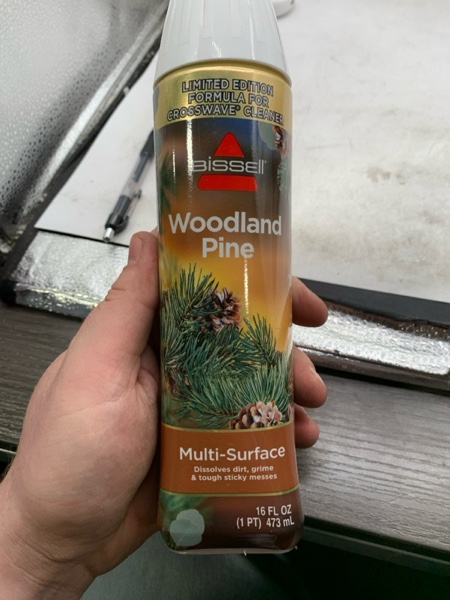 LIMITED EDITION
FORMULA FOR
CROSSWAVE® CLEANER
BISSELL
Woodland
Pine
Multi-Surface
Dissolves dirt, grime
& tough sticky messes
16 FL OZ
(1 PT) 473 mL